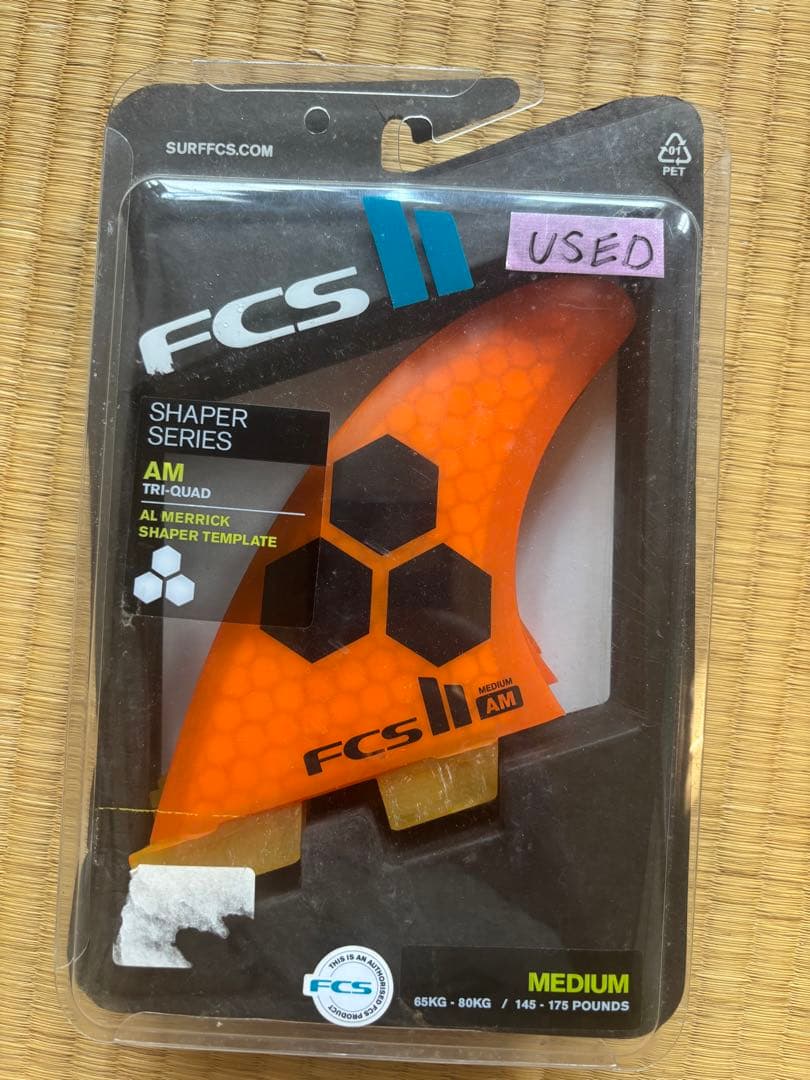 SURFFCS.COM
01
PET
USED
FCS II
SHAPER
SERIES
AM
TRI-QUAD
AL MERRICK
SHAPER TEMPLATE
FCS II
MEDIUM
AM
THIS IS AN AUTHORISED FCS PRODUCT
FCS
MEDIUM
65KG - 80KG / 145 - 175 POUNDS